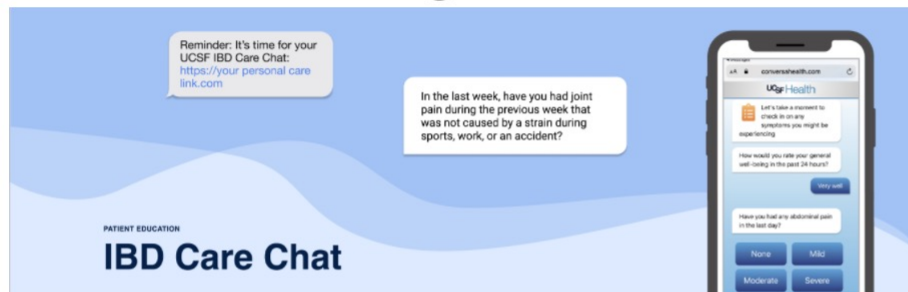 Reminder: It's time for your
UCSF IBD Care Chat:
https://your personal care
link.com
In the last week, have you had joint
pain during the previous week that
was not caused by a strain during
sports, work, or an accident?
PATIENT EDUCATION
IBD Care Chat
AA conversahealth.com
UCSF Health
Let's take a moment to
check in on any
symptoms you might be
experiencing
How would you rate your general
well-being in the past 24 hours?
Very well
Have you had any abdominal pain
in the last day?
None Mild
Moderate Severe